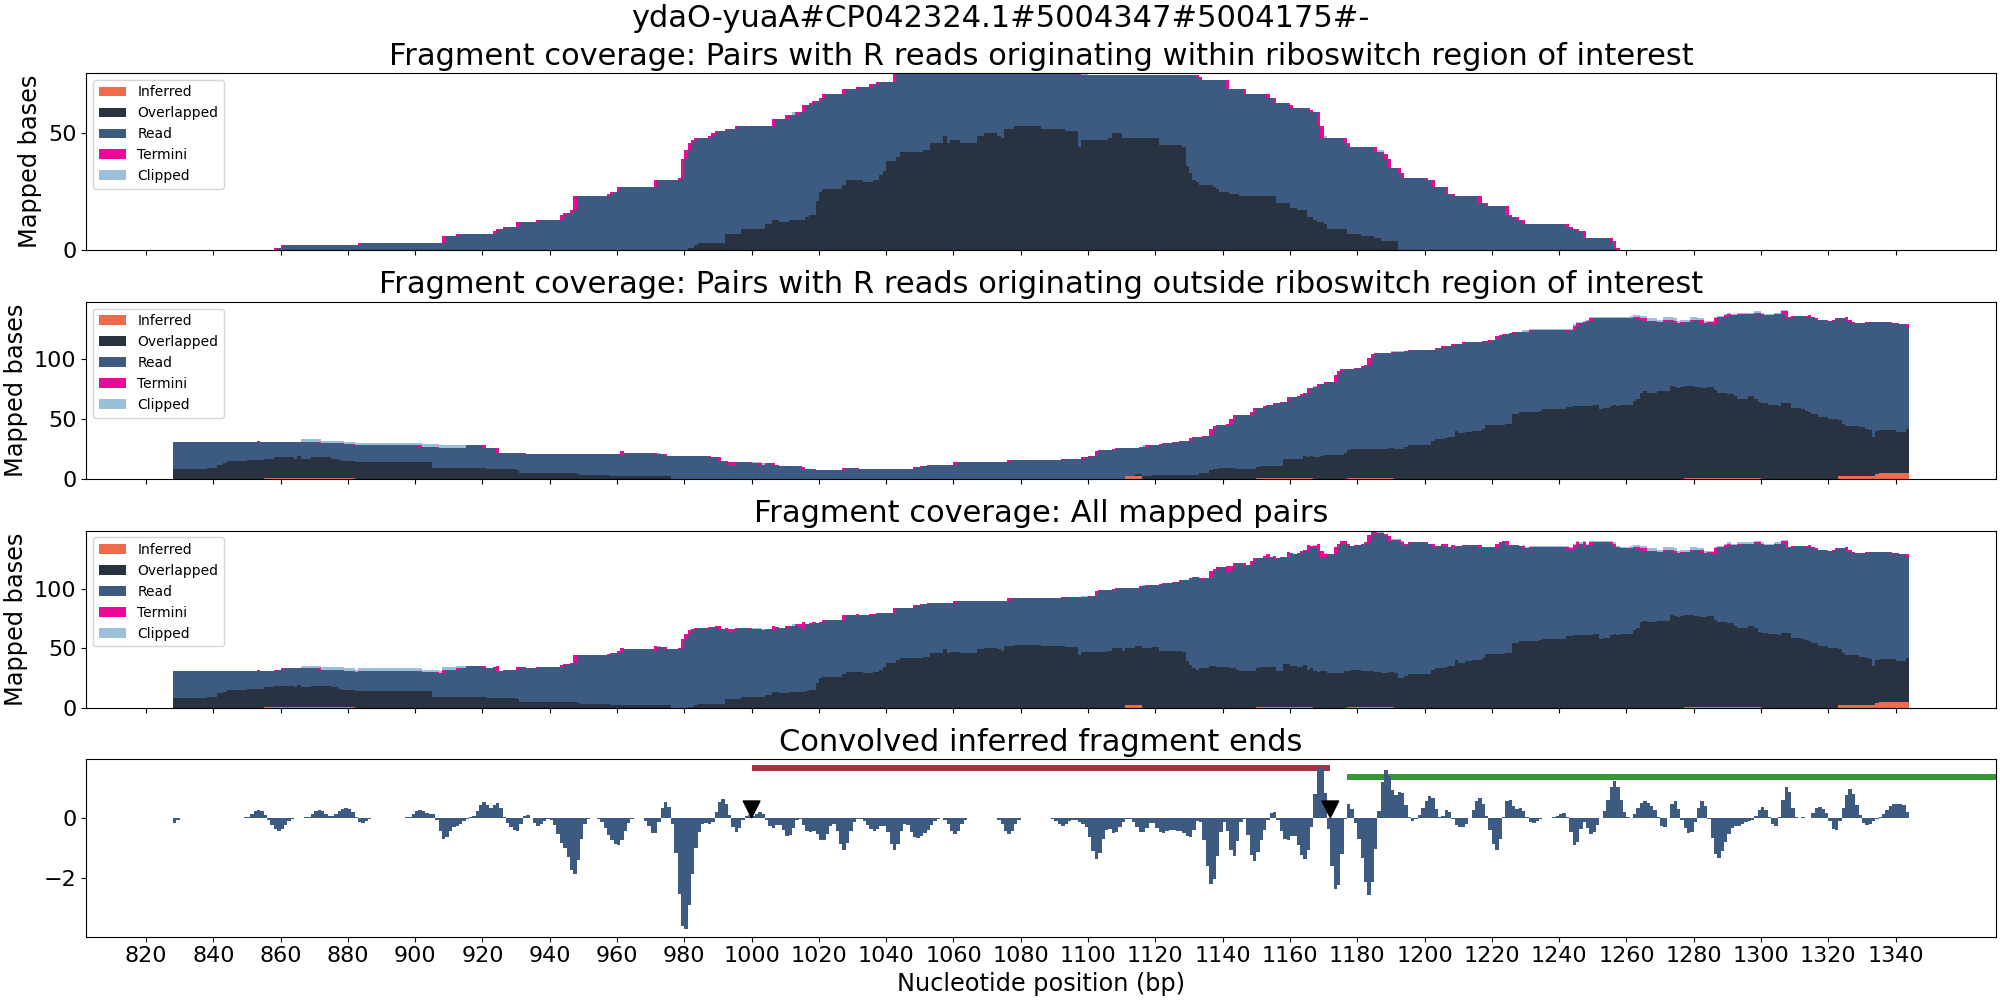 ydaO-yuaA#CP042324.1#5004347#5004175#-
Fragment coverage: Pairs with R reads originating within riboswitch region of interest
Mapped bases
50
0
Inferred
Overlapped
Read
Termini
Clipped
Fragment coverage: Pairs with R reads originating outside riboswitch region of interest
Mapped bases
100
50
0
Inferred
Overlapped
Read
Termini
Clipped
Fragment coverage: All mapped pairs
Mapped bases
100
50
0
Inferred
Overlapped
Read
Termini
Clipped
Convolved inferred fragment ends
0
−2
820 840 860 880 900 920 940 960 980 1000 1020 1040 1060 1080 1100 1120 1140 1160 1180 1200 1220 1240 1260 1280 1300 1320 1340
Nucleotide position (bp)